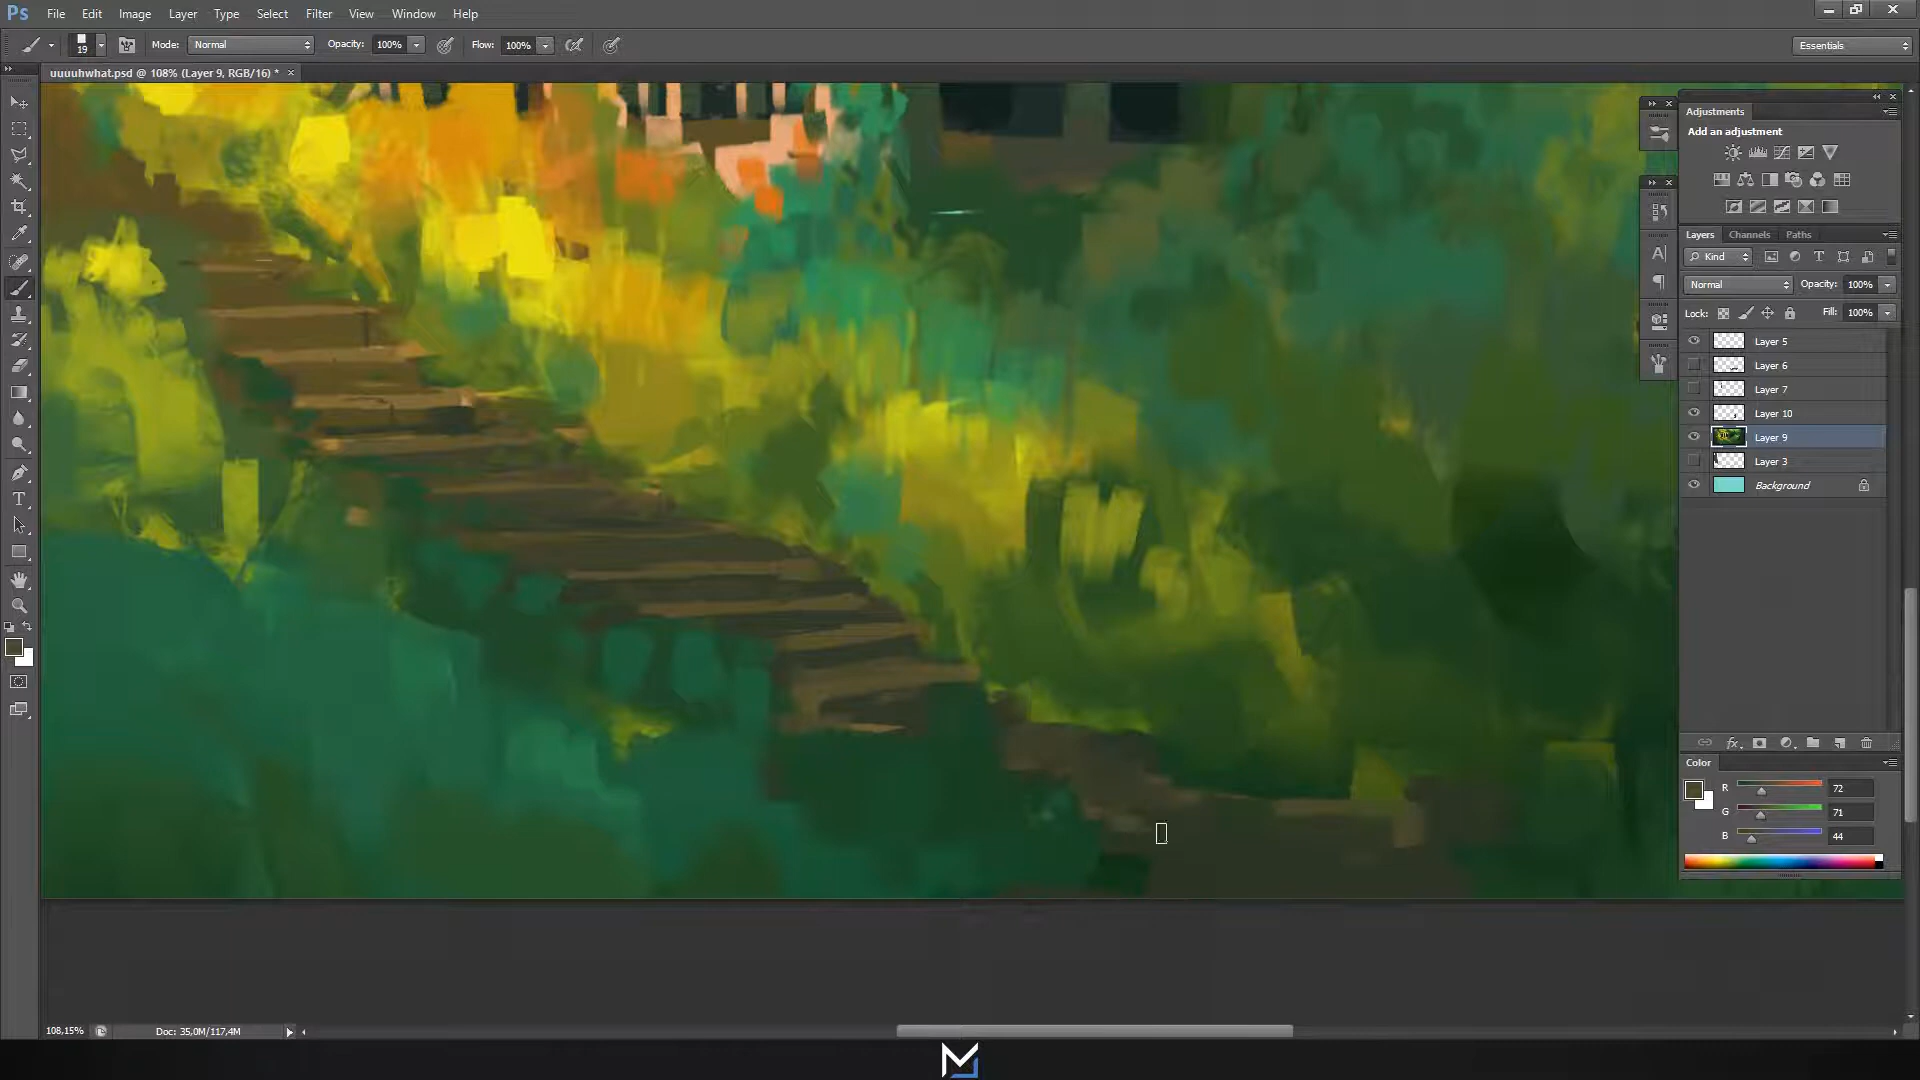 Ps File Edit Image Layer Type Select Filter View Window Help
19 Mode: Normal Opacity: 100% Flow: 100% Essentials
uuuuhwhat.psd @ 108% (Layer 9, RGB/16) * ×
Adjustments
Add an adjustment
Layers Channels Paths
Kind
Normal Opacity: 100%
Lock: Fill: 100%
Layer 5
Layer 6
Layer 7
Layer 10
Layer 9
Layer 3
Background
Color
R 72
G 71
B 44
108,15% Doc: 35,0M/117,4M